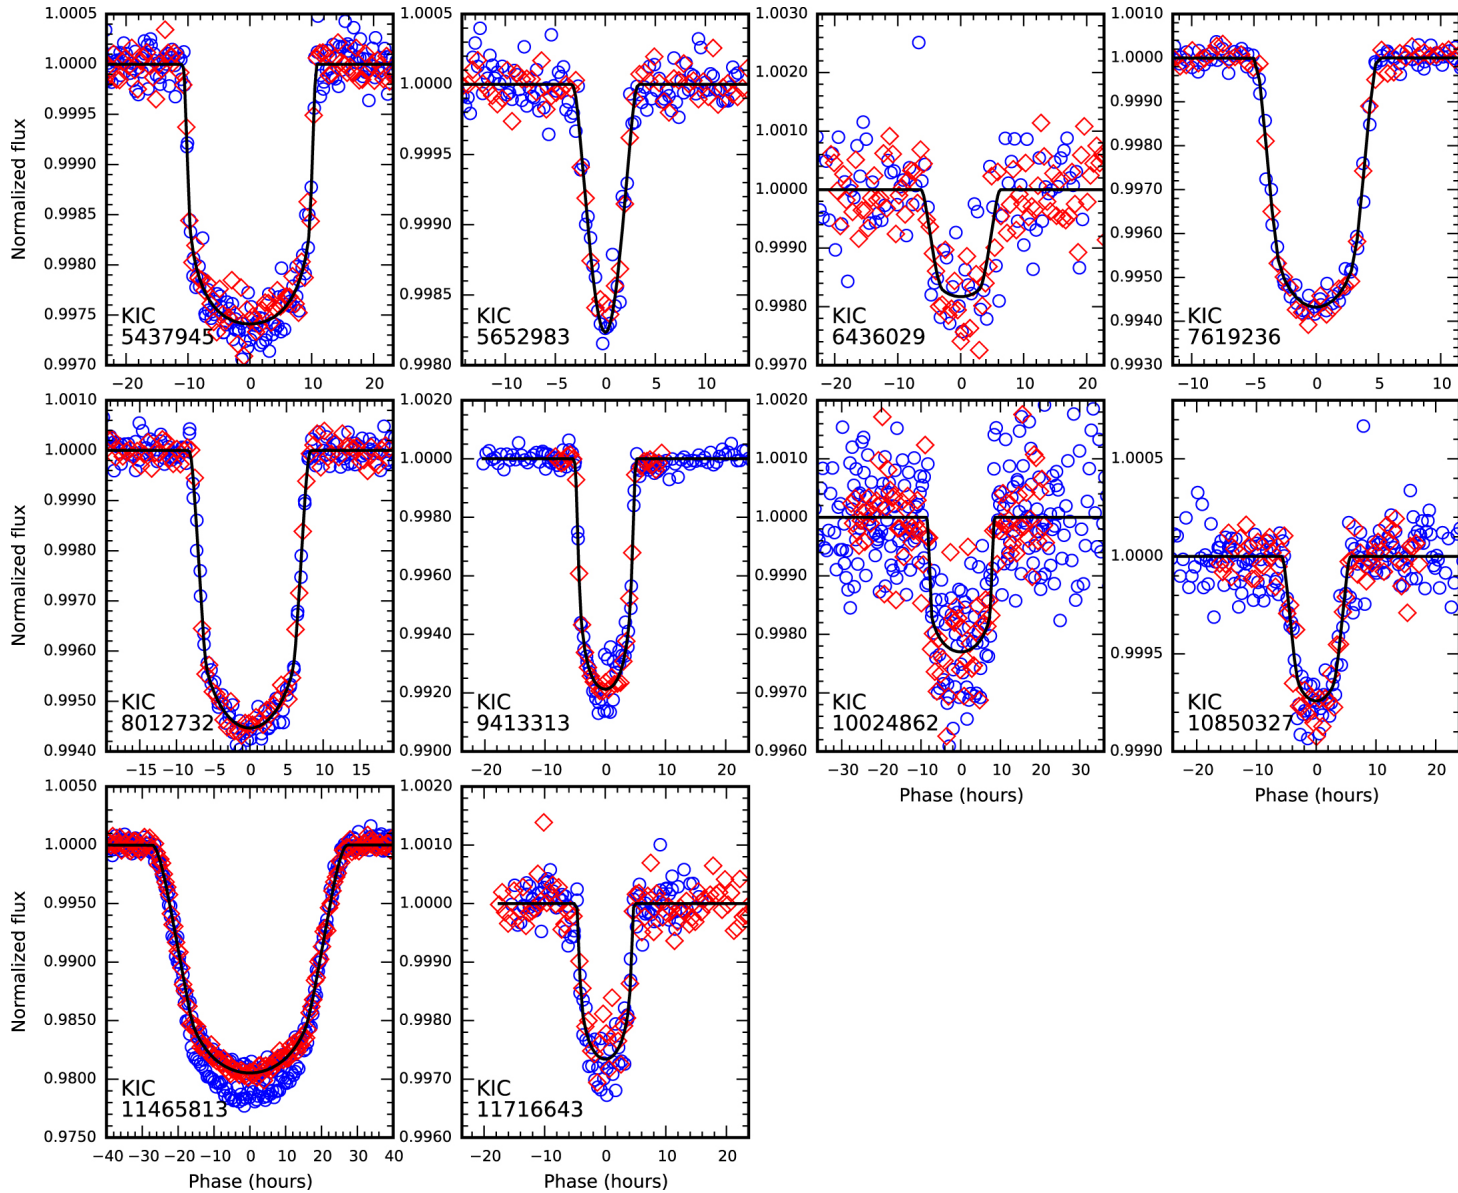 Normalized flux
1.0005
1.0000
0.9995
0.9990
0.9985
0.9980
0.9975
0.9970
−20 −10 0 10 20
KIC
5437945
1.0005
1.0000
0.9995
0.9990
0.9985
0.9980
−10 −5 0 5 10
KIC
5652983
1.0030
1.0020
1.0010
1.0000
0.9990
0.9980
0.9970
−20 −10 0 10 20
KIC
6436029
1.0010
1.0000
0.9990
0.9980
0.9970
0.9960
0.9950
0.9940
0.9930
−10 −5 0 5 10
KIC
7619236
Normalized flux
1.0010
1.0000
0.9990
0.9980
0.9970
0.9960
0.9950
0.9940
−15 −10 −5 0 5 10 15
KIC
8012732
1.0020
1.0000
0.9980
0.9960
0.9940
0.9920
0.9900
−20 −10 0 10 20
KIC
9413313
1.0020
1.0010
1.0000
0.9990
0.9980
0.9970
0.9960
−30 −20 −10 0 10 20 30
Phase (hours)
KIC
10024862
1.0005
1.0000
0.9995
0.9990
−20 −10 0 10 20
Phase (hours)
KIC
10850327
Normalized flux
1.0050
1.0000
0.9950
0.9900
0.9850
0.9800
0.9750
−40 −30 −20 −10 0 10 20 30 40
Phase (hours)
KIC
11465813
1.0020
1.0010
1.0000
0.9990
0.9980
0.9970
0.9960
−20 −10 0 10 20
Phase (hours)
KIC
11716643